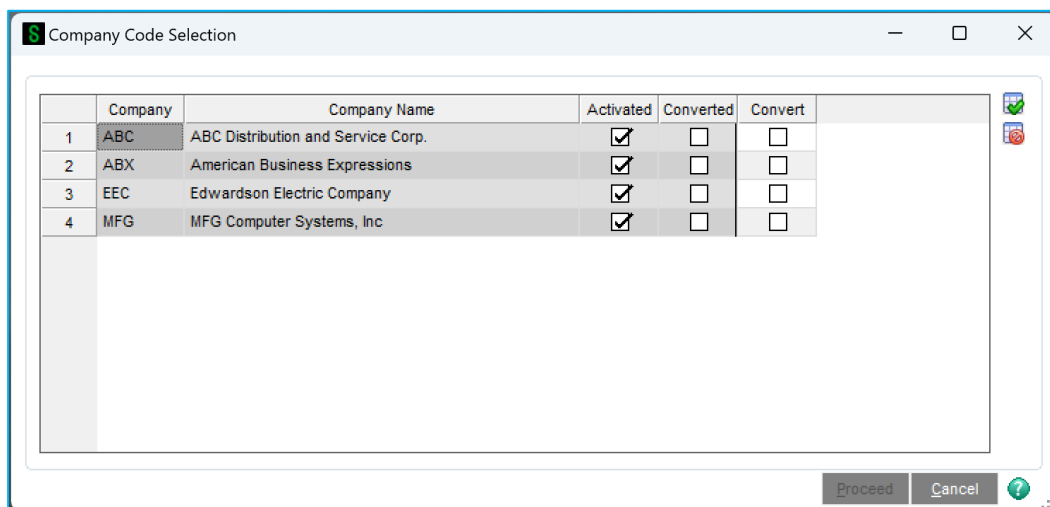 S Company Code Selection
Company Company Name Activated Converted Convert
1 ABC ABC Distribution and Service Corp.
2 ABX American Business Expressions
3 EEC Edwardson Electric Company
4 MFG MFG Computer Systems, Inc
Proceed Cancel ?